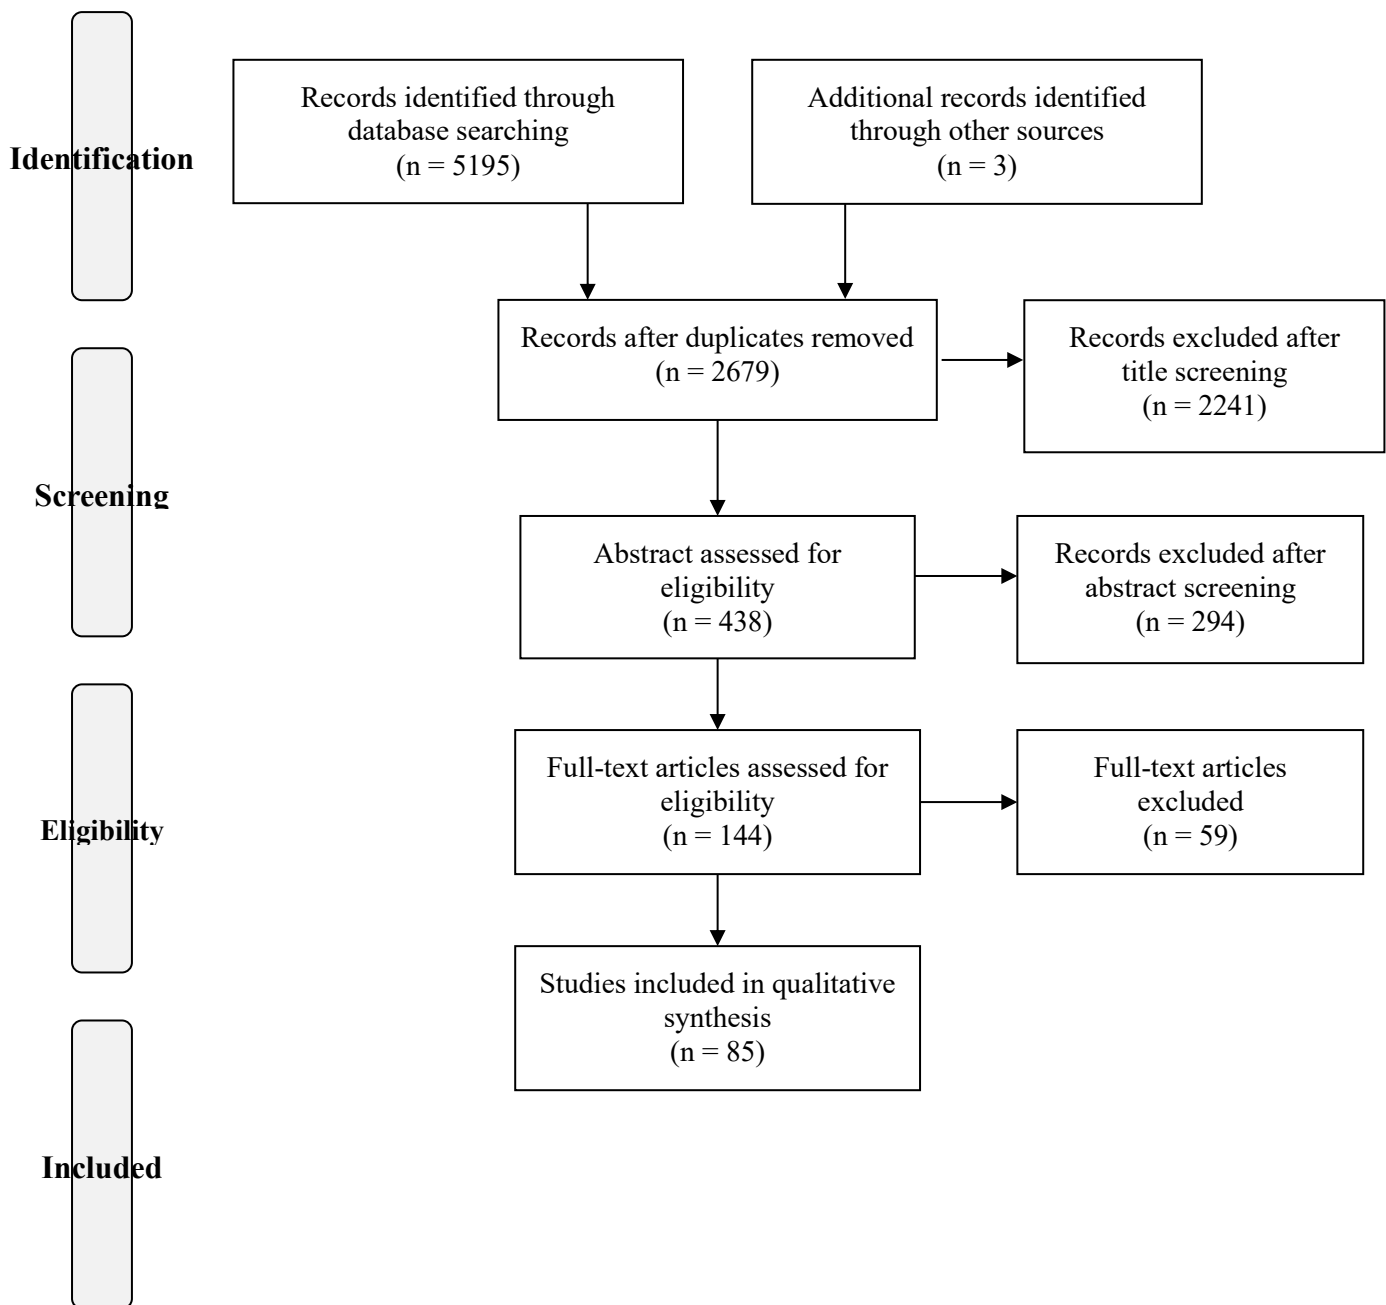 Identification
Records identified through
database searching
(n = 5195)
Additional records identified
through other sources
(n = 3)
Records after duplicates removed
(n = 2679)
Records excluded after
title screening
(n = 2241)
Screening
Abstract assessed for
eligibility
(n = 438)
Records excluded after
abstract screening
(n = 294)
Eligibility
Full-text articles assessed for
eligibility
(n = 144)
Full-text articles
excluded
(n = 59)
Studies included in qualitative
synthesis
(n = 85)
Included